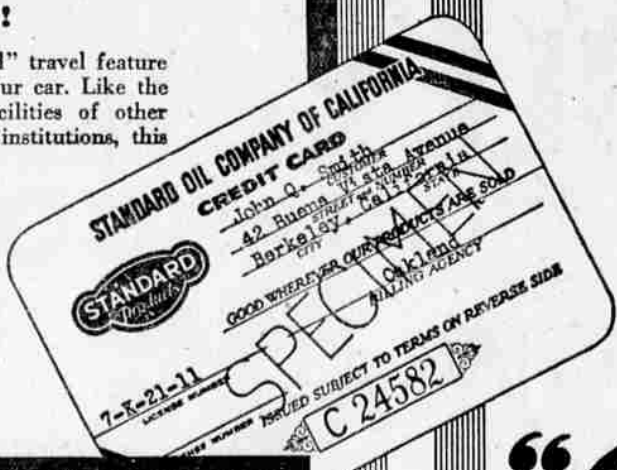 !
l" travel feature
ur car. Like the
cilities of other
institutions, this
STANDARD OIL COMPANY OF CALIFORNIA
CREDIT CARD
John Q. Smith
CUSTOMER
42 Buena Vista Avenue
STREET AND NUMBER
Berkeley, California
CITY STATE
GOOD WHEREVER OUR PRODUCTS ARE SOLD
Oakland
BILLING AGENCY
STANDARD
Products
SPECIMEN
7-K-21-11
LICENSE NUMBER
ENSE NUMBER
ISSUED SUBJECT TO TERMS ON REVERSE SIDE
C 24582
“